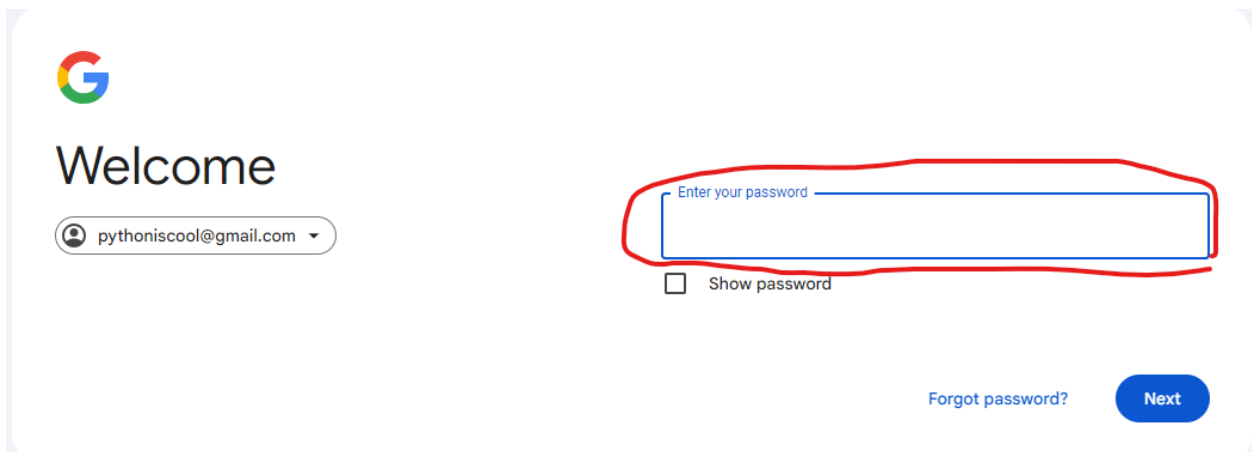 Welcome
pythoniscool@gmail.com
Enter your password
Show password
Forgot password?
Next